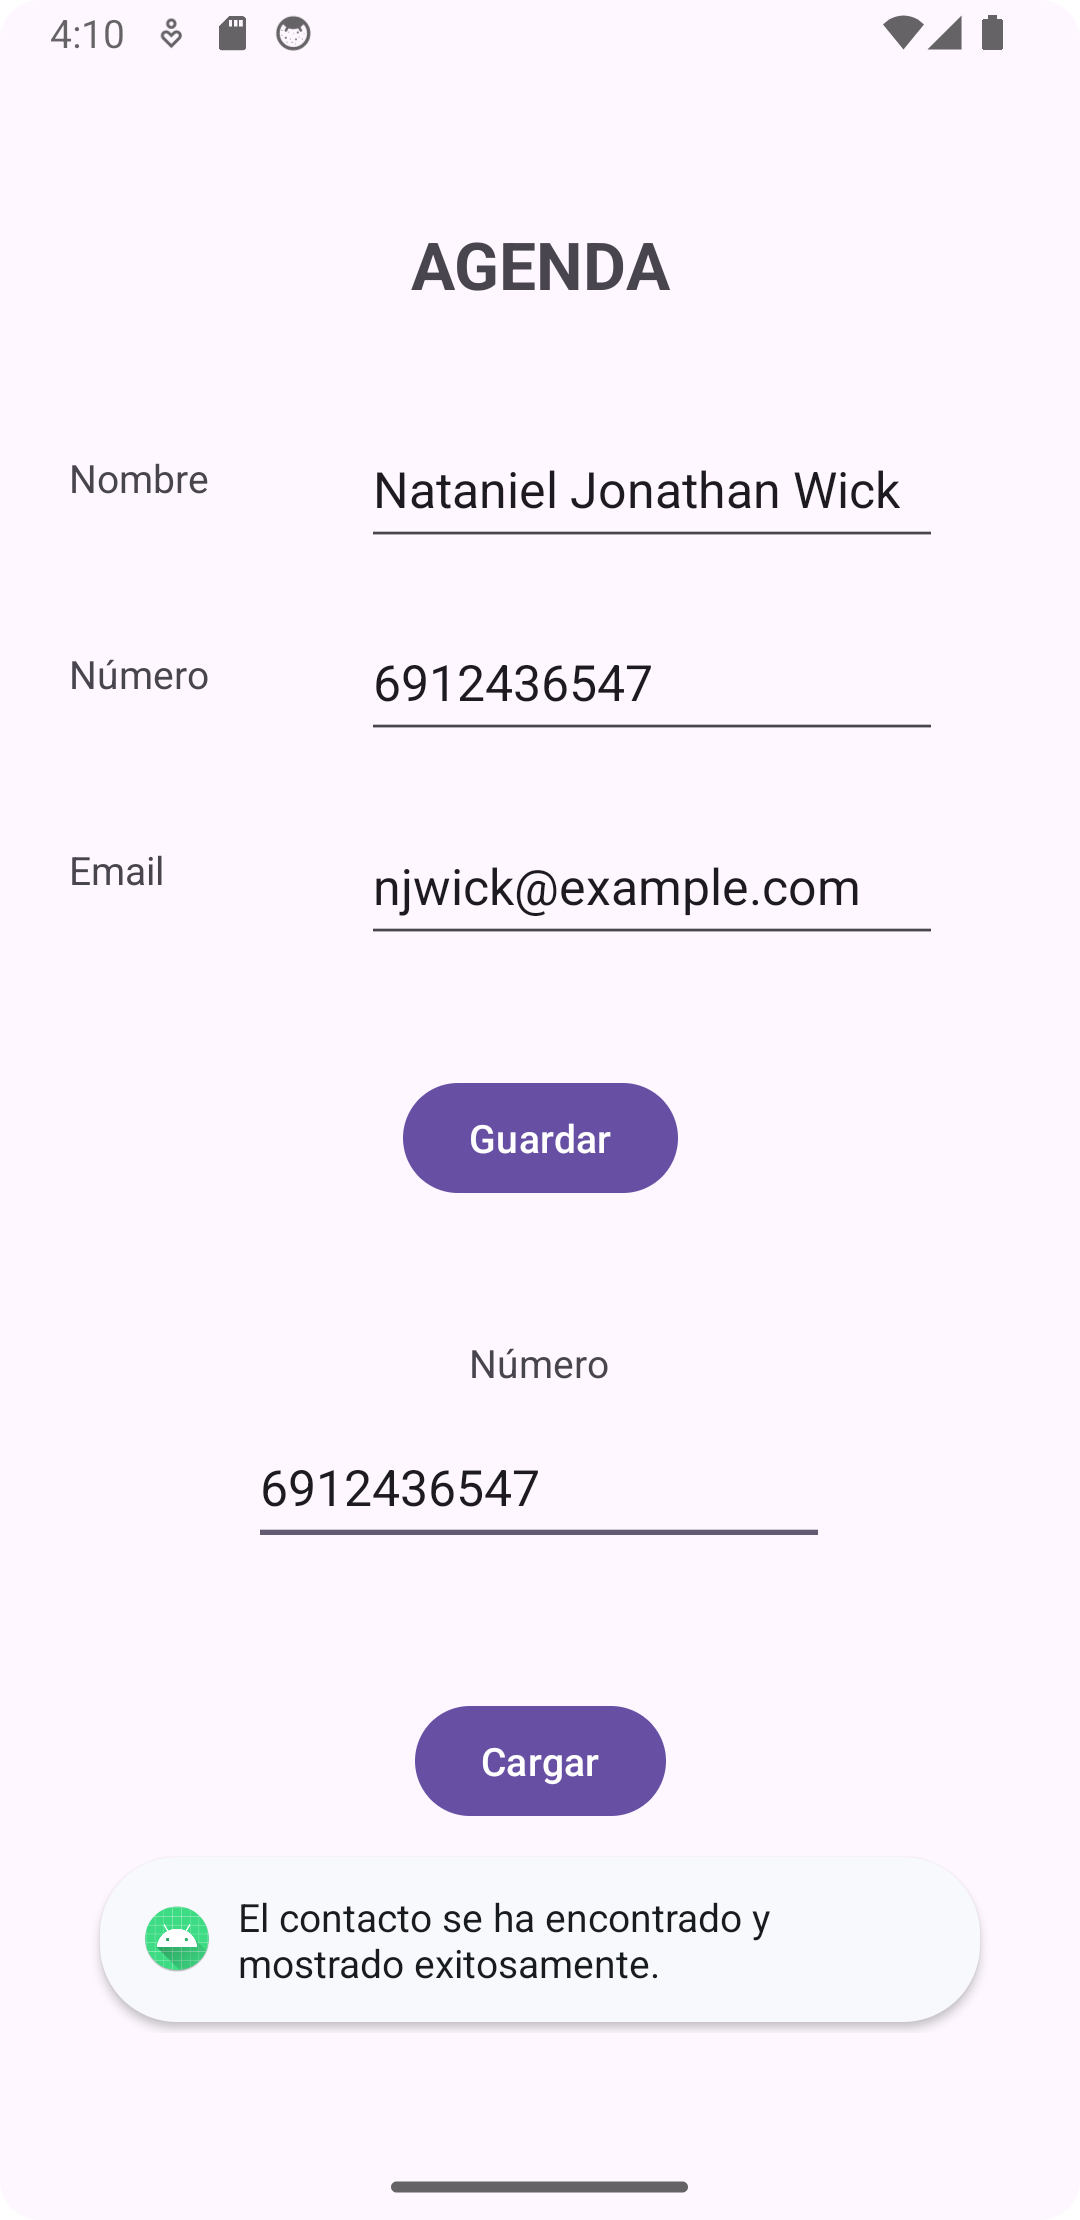 4:10
AGENDA
Nombre
Nataniel Jonathan Wick
Número
6912436547
Email
njwick@example.com
Guardar
Número
6912436547
Cargar
El contacto se ha encontrado y
mostrado exitosamente.